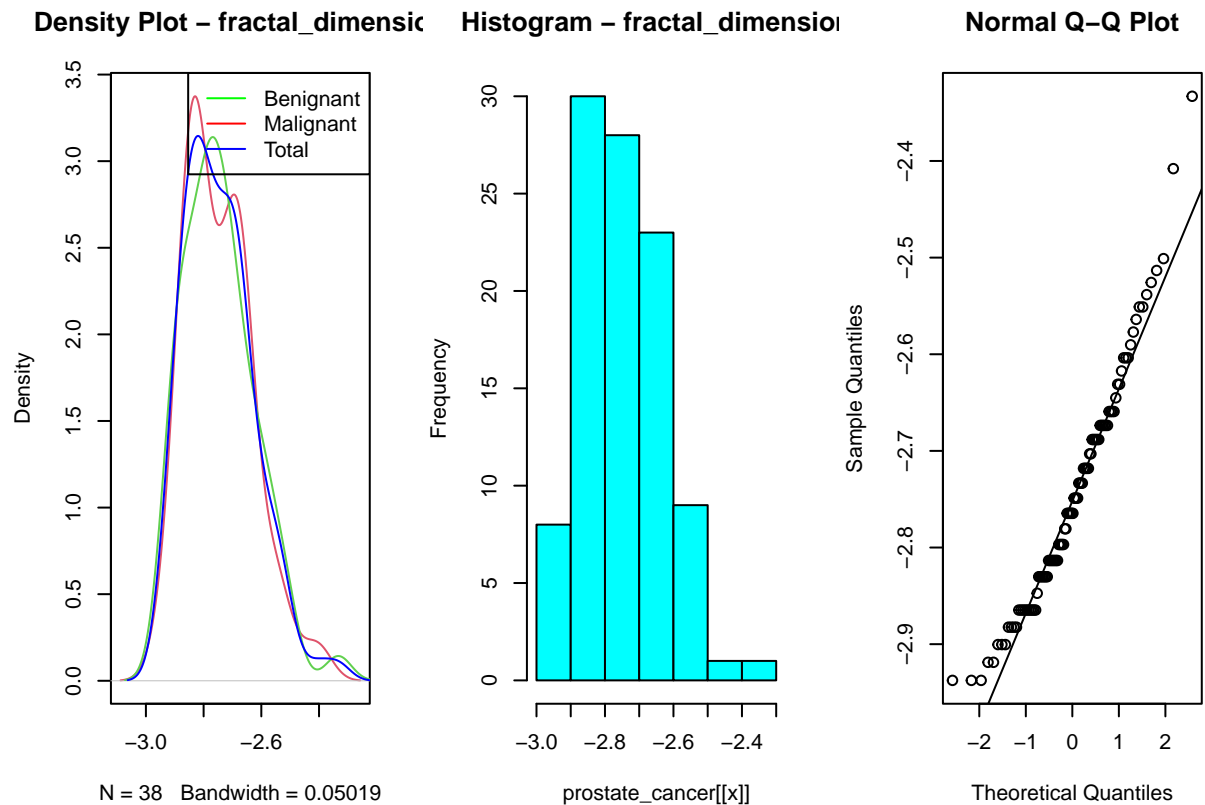 Density Plot – fractal_dimensic
3.5
3.0
2.5
2.0
1.5
1.0
0.5
0.0
Density
Benignant
Malignant
Total
−3.0 −2.6
N = 38 Bandwidth = 0.05019
Histogram – fractal_dimension
30
25
20
15
10
5
0
Frequency
−3.0 −2.8 −2.6 −2.4
prostate_cancer[[x]]
Normal Q−Q Plot
−2.4
−2.5
−2.6
−2.7
−2.8
−2.9
Sample Quantiles
−2 −1 0 1 2
Theoretical Quantiles